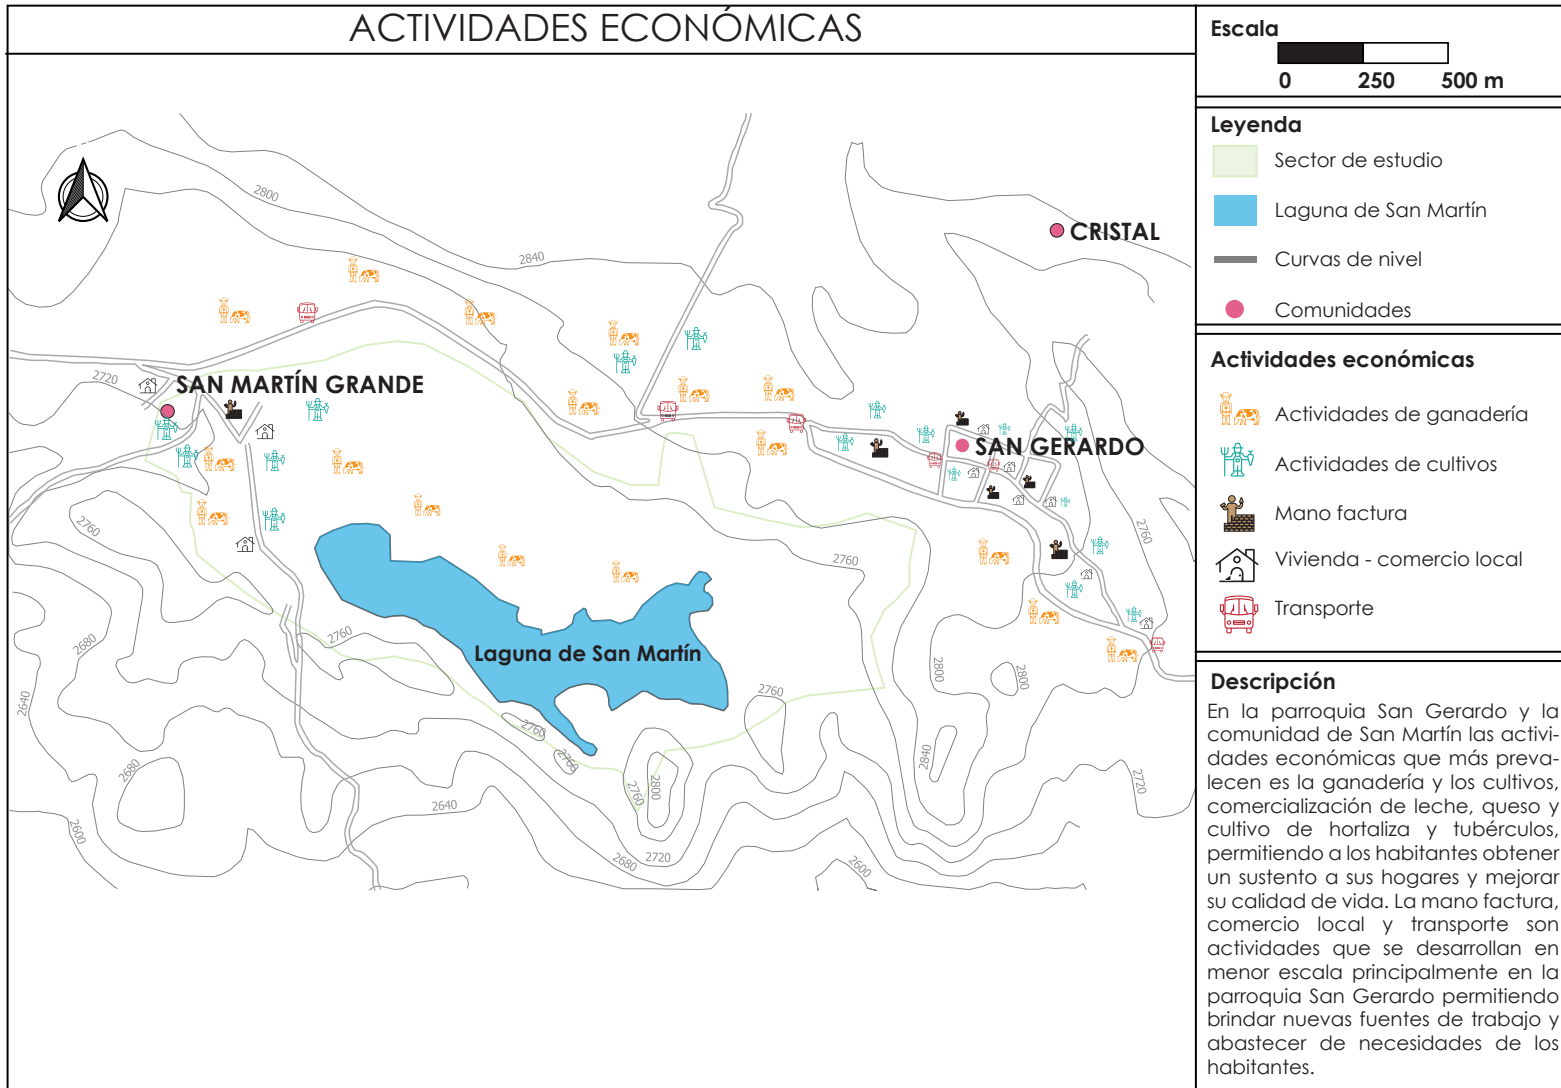 ACTIVIDADES ECONÓMICAS
Escala
0 250 500 m
Leyenda
Sector de estudio
Laguna de San Martín
Curvas de nivel
Comunidades
Actividades económicas
Actividades de ganadería
Actividades de cultivos
Mano factura
Vivienda - comercio local
Transporte
Descripción
En la parroquia San Gerardo y la
comunidad de San Martín las activi-
dades económicas que más preva-
lecen es la ganadería y los cultivos,
comercialización de leche, queso y
cultivo de hortaliza y tubérculos,
permitiendo a los habitantes obtener
un sustento a sus hogares y mejorar
su calidad de vida. La mano factura,
comercio local y transporte son
actividades que se desarrollan en
menor escala principalmente en la
parroquia San Gerardo permitiendo
brindar nuevas fuentes de trabajo y
abastecer de necesidades de los
habitantes.
2800
2840
CRISTAL
2720
SAN MARTÍN GRANDE
SAN GERARDO
2760
2760
2760
2680
2760
2640
2680
Laguna de San Martín
2800
2800
2760
2760
2760
2760
2800
2840
2720
2680
2640
2600
2720
2680
2600